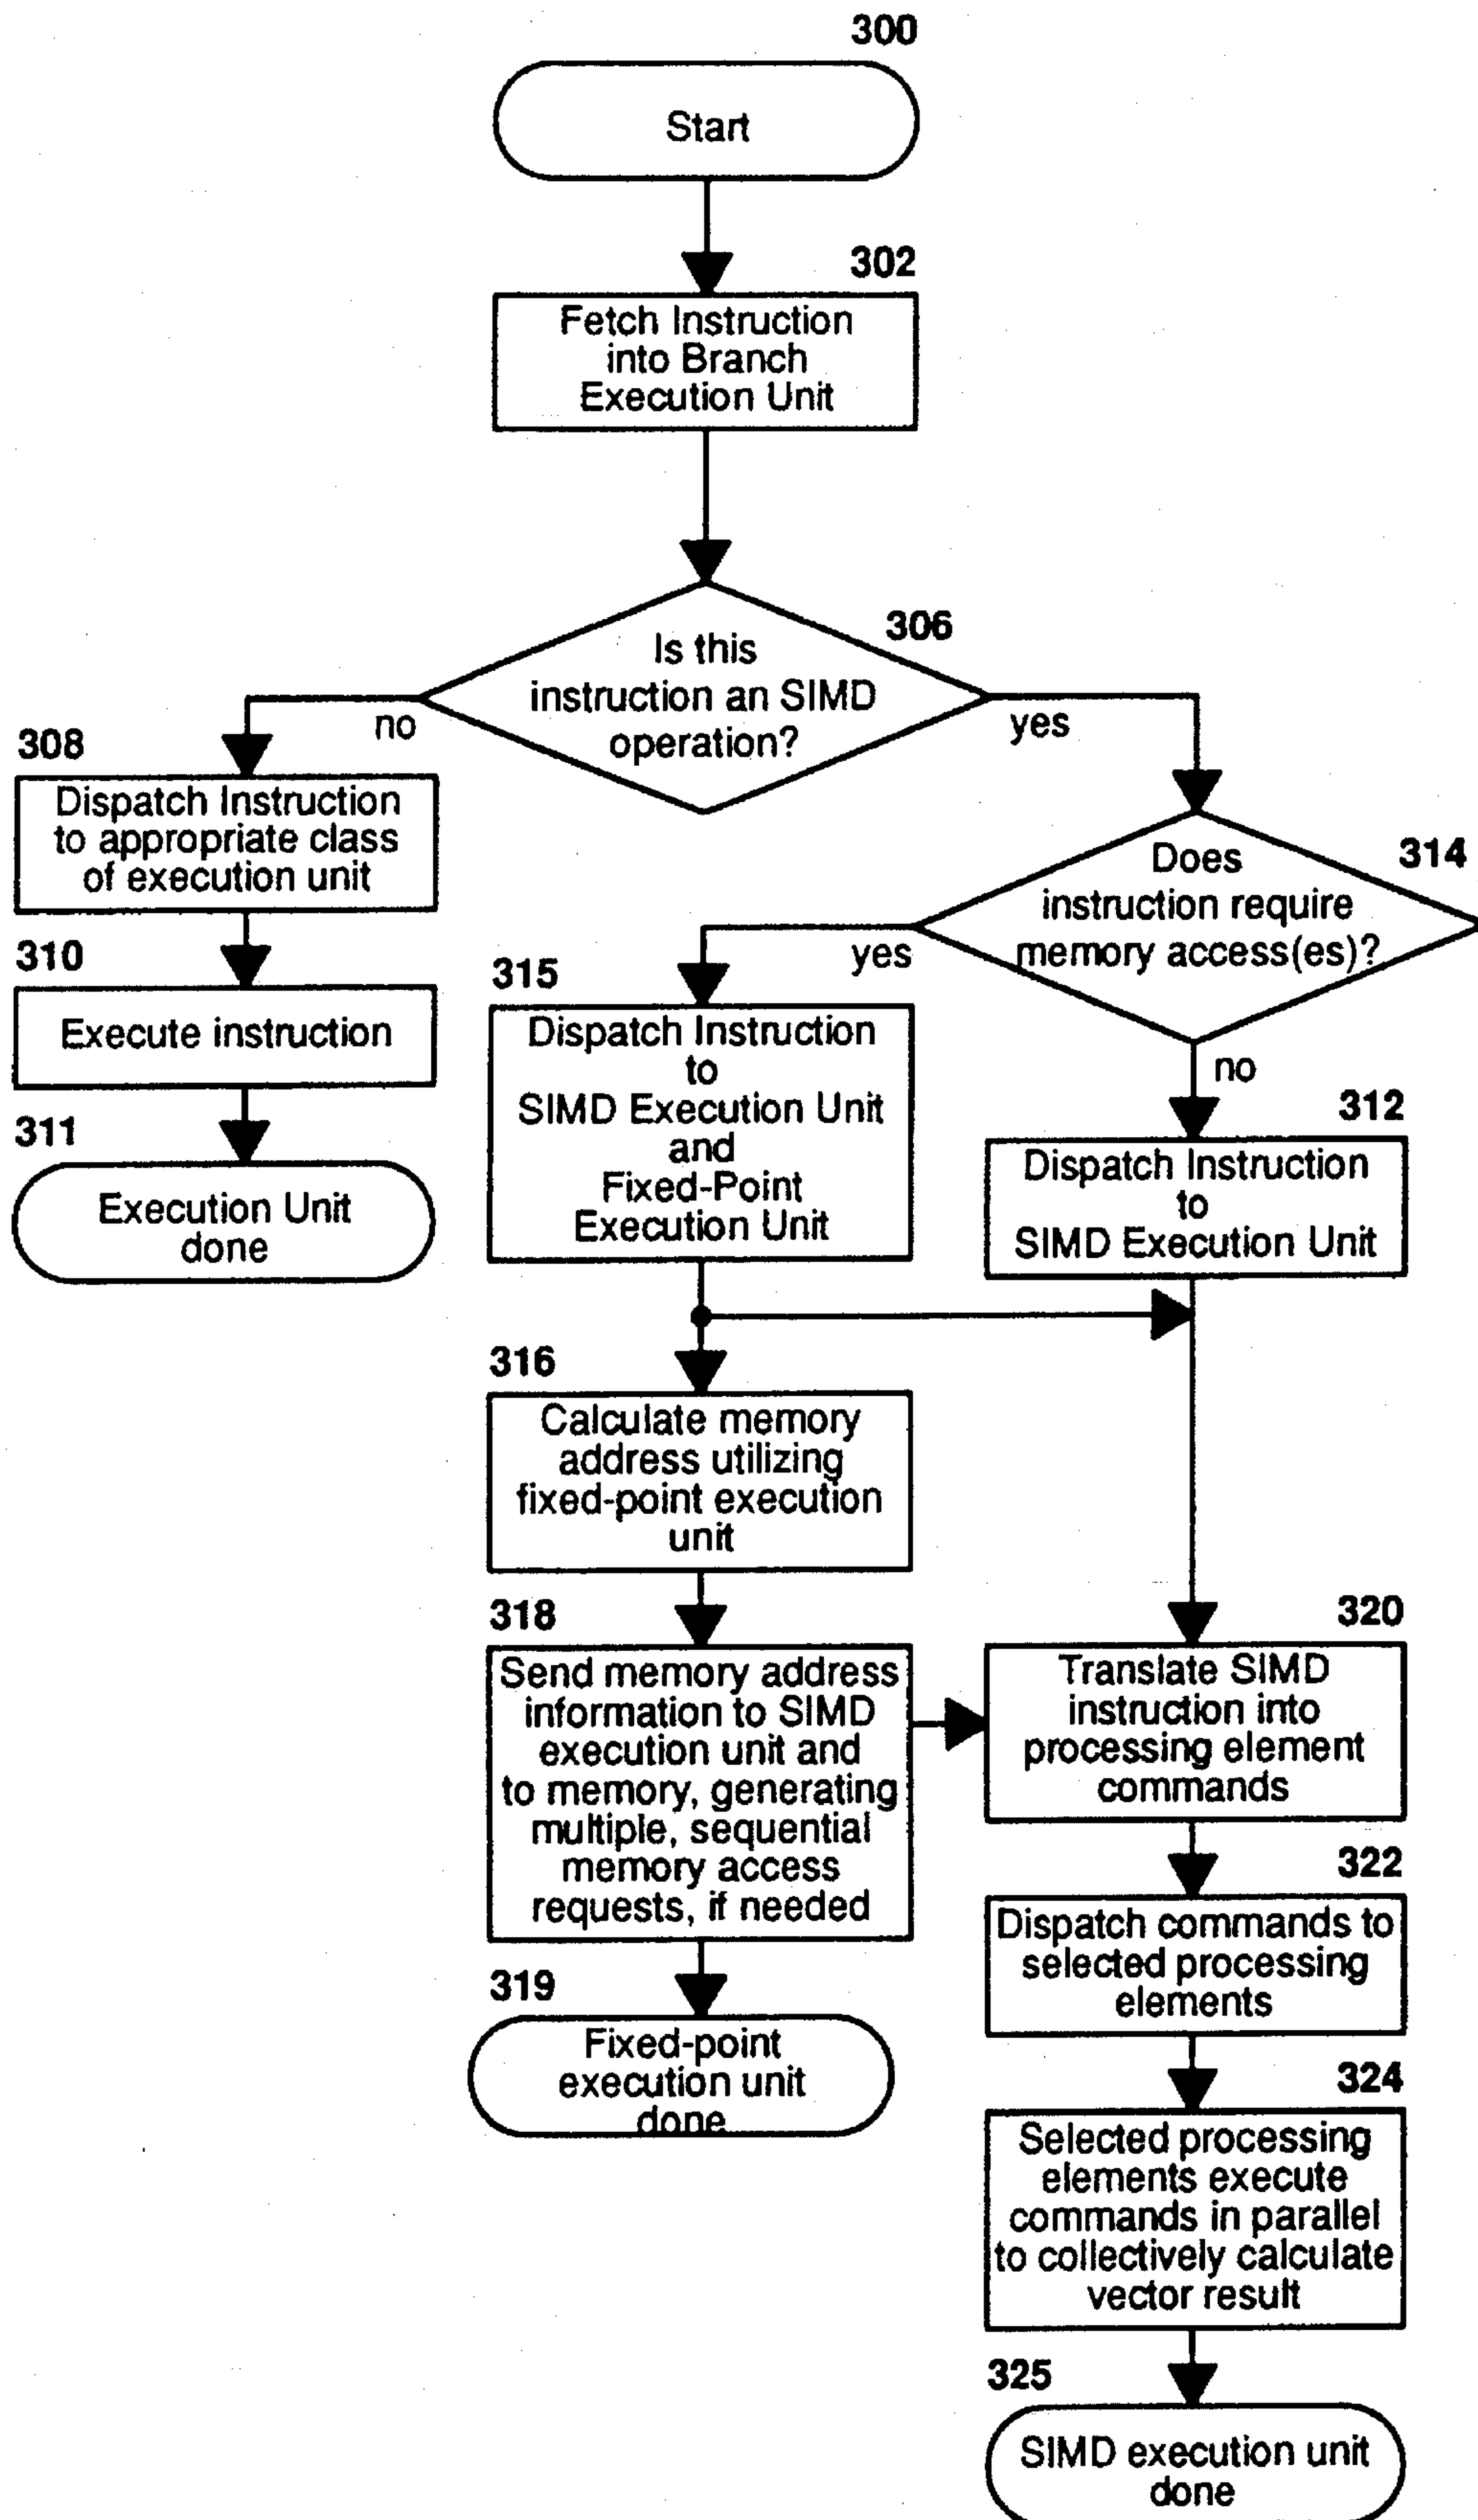 300
Start
302
Fetch Instruction
into Branch
Execution Unit
306
Is this
instruction an SIMD
operation?
no
yes
308
Dispatch Instruction
to appropriate class
of execution unit
310
Execute instruction
311
Execution Unit
done
314
Does
instruction require
memory access(es)?
yes
no
315
Dispatch Instruction
to
SIMD Execution Unit
and
Fixed-Point
Execution Unit
312
Dispatch Instruction
to
SIMD Execution Unit
316
Calculate memory
address utilizing
fixed-point execution
unit
318
Send memory address
information to SIMD
execution unit and
to memory, generating
multiple, sequential
memory access
requests, if needed
319
Fixed-point
execution unit
done
320
Translate SIMD
instruction into
processing element
commands
322
Dispatch commands to
selected processing
elements
324
Selected processing
elements execute
commands in parallel
to collectively calculate
vector result
325
SIMD execution unit
done